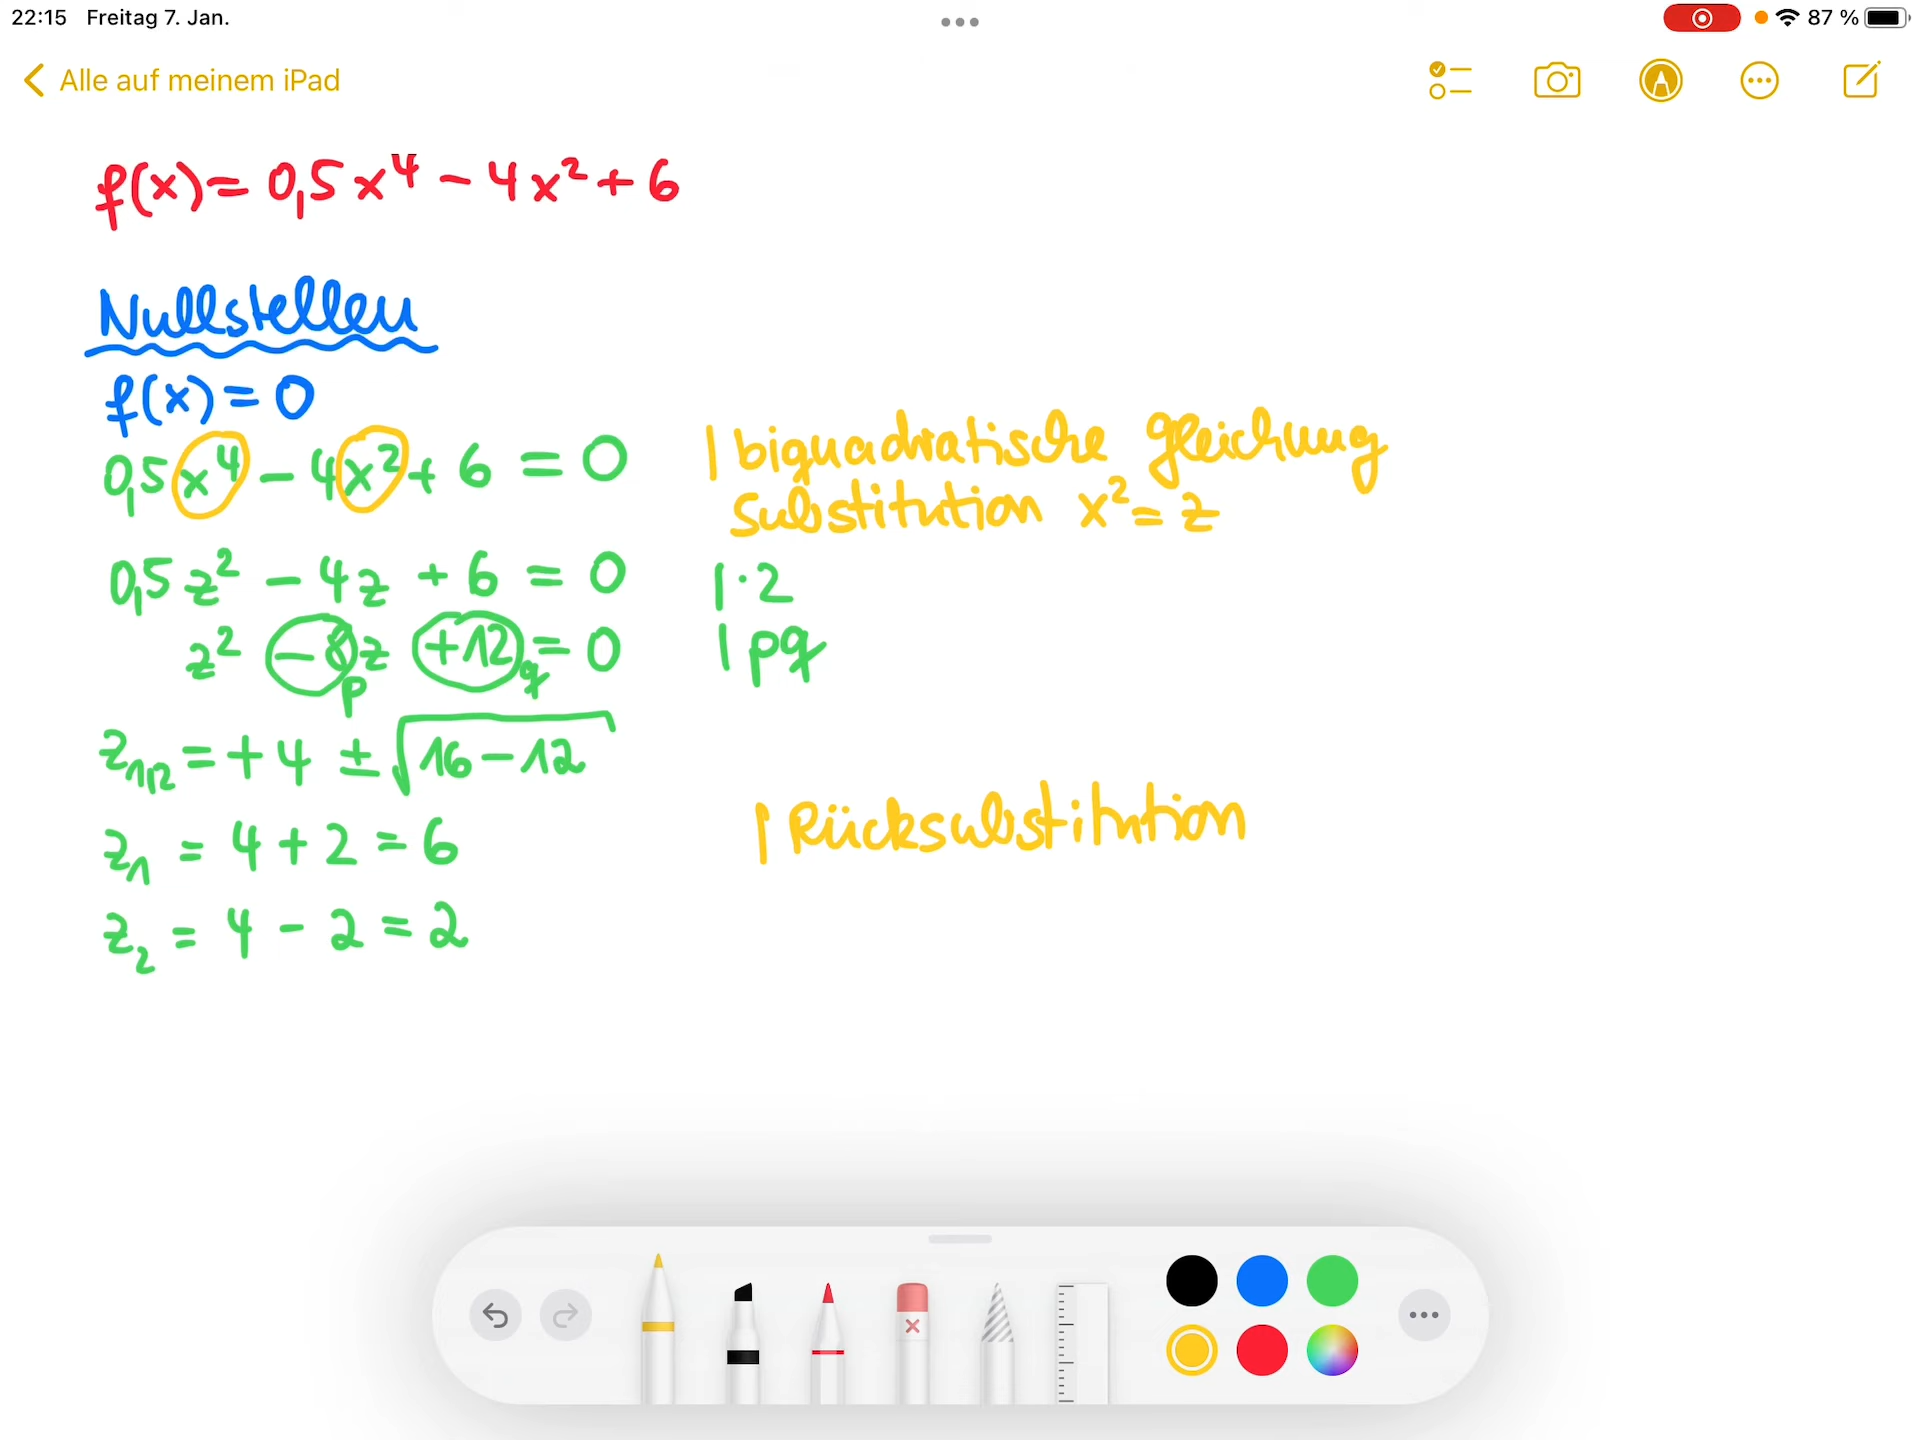 22:15 Freitag 7. Jan.
87 %
Alle auf meinem iPad
f(x) = 0,5x⁴ - 4x² + 6
Nullstellen
f(x) = 0
0,5x⁴ - 4x² + 6 = 0 | biquadratische Gleichung
Substitution x² = z
0,5z² - 4z + 6 = 0 | · 2
z² - 8z + 12 = 0 | pq
p q
z₁,₂ = + 4 ± √16 - 12
z₁ = 4 + 2 = 6 | Rücksubstitution
z₂ = 4 - 2 = 2